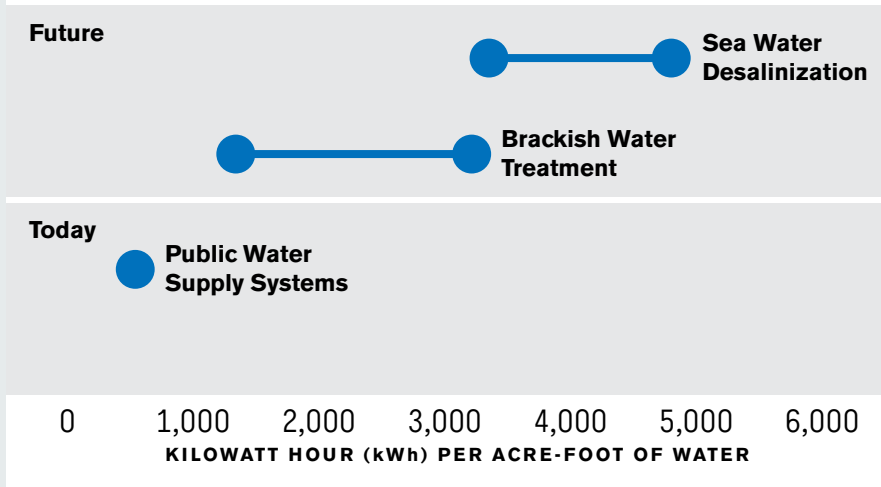 Future
Sea Water
Desalinization
Brackish Water
Treatment
Today
Public Water
Supply Systems
0 1,000 2,000 3,000 4,000 5,000 6,000
KILOWATT HOUR (kWh) PER ACRE-FOOT OF WATER